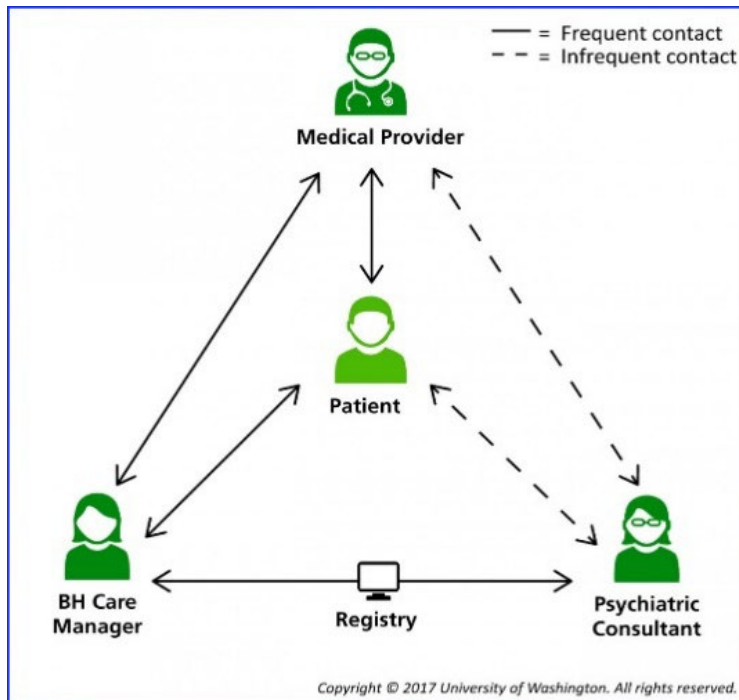 = Frequent contact
= Infrequent contact
Medical Provider
Patient
BH Care
Manager
Registry
Psychiatric
Consultant
Copyright © 2017 University of Washington. All rights reserved.